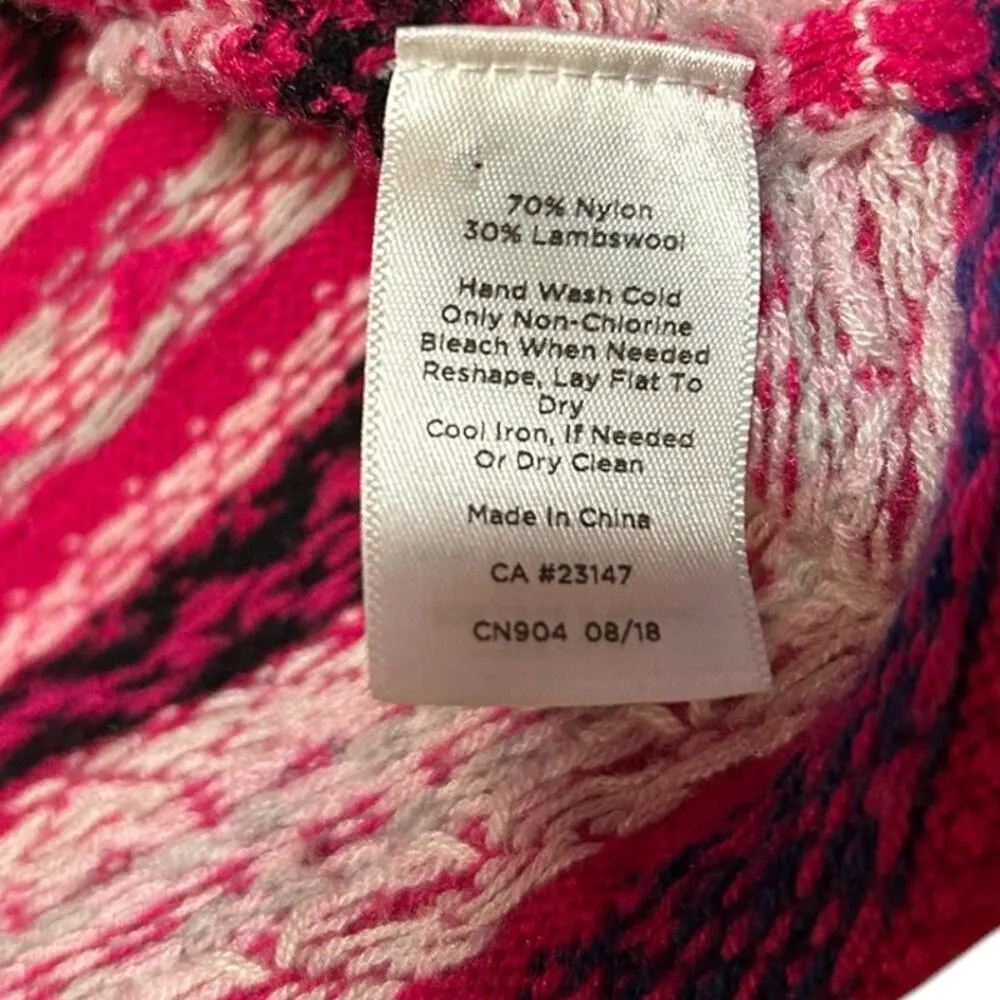 70% Nylon
30% Lambswool
Hand Wash Cold
Only Non-Chlorine
Bleach When Needed
Reshape, Lay Flat To
Dry
Cool Iron, If Needed
Or Dry Clean
Made In China
CA #23147
CN904 08/18